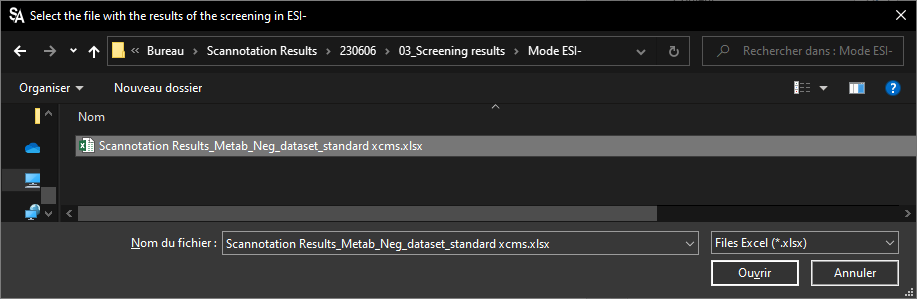 SA Select the file with the results of the screening in ESI-
Bureau > Scannotation Results > 230606 > 03_Screening results > Mode ESI-
Rechercher dans : Mode ESI-
Organiser
Nouveau dossier
?
Nom
Scannotation Results_Metab_Neg_dataset_standard xcms.xlsx
Nom du fichier :
Scannotation Results_Metab_Neg_dataset_standard xcms.xlsx
Files Excel (*.xlsx)
Ouvrir
Annuler